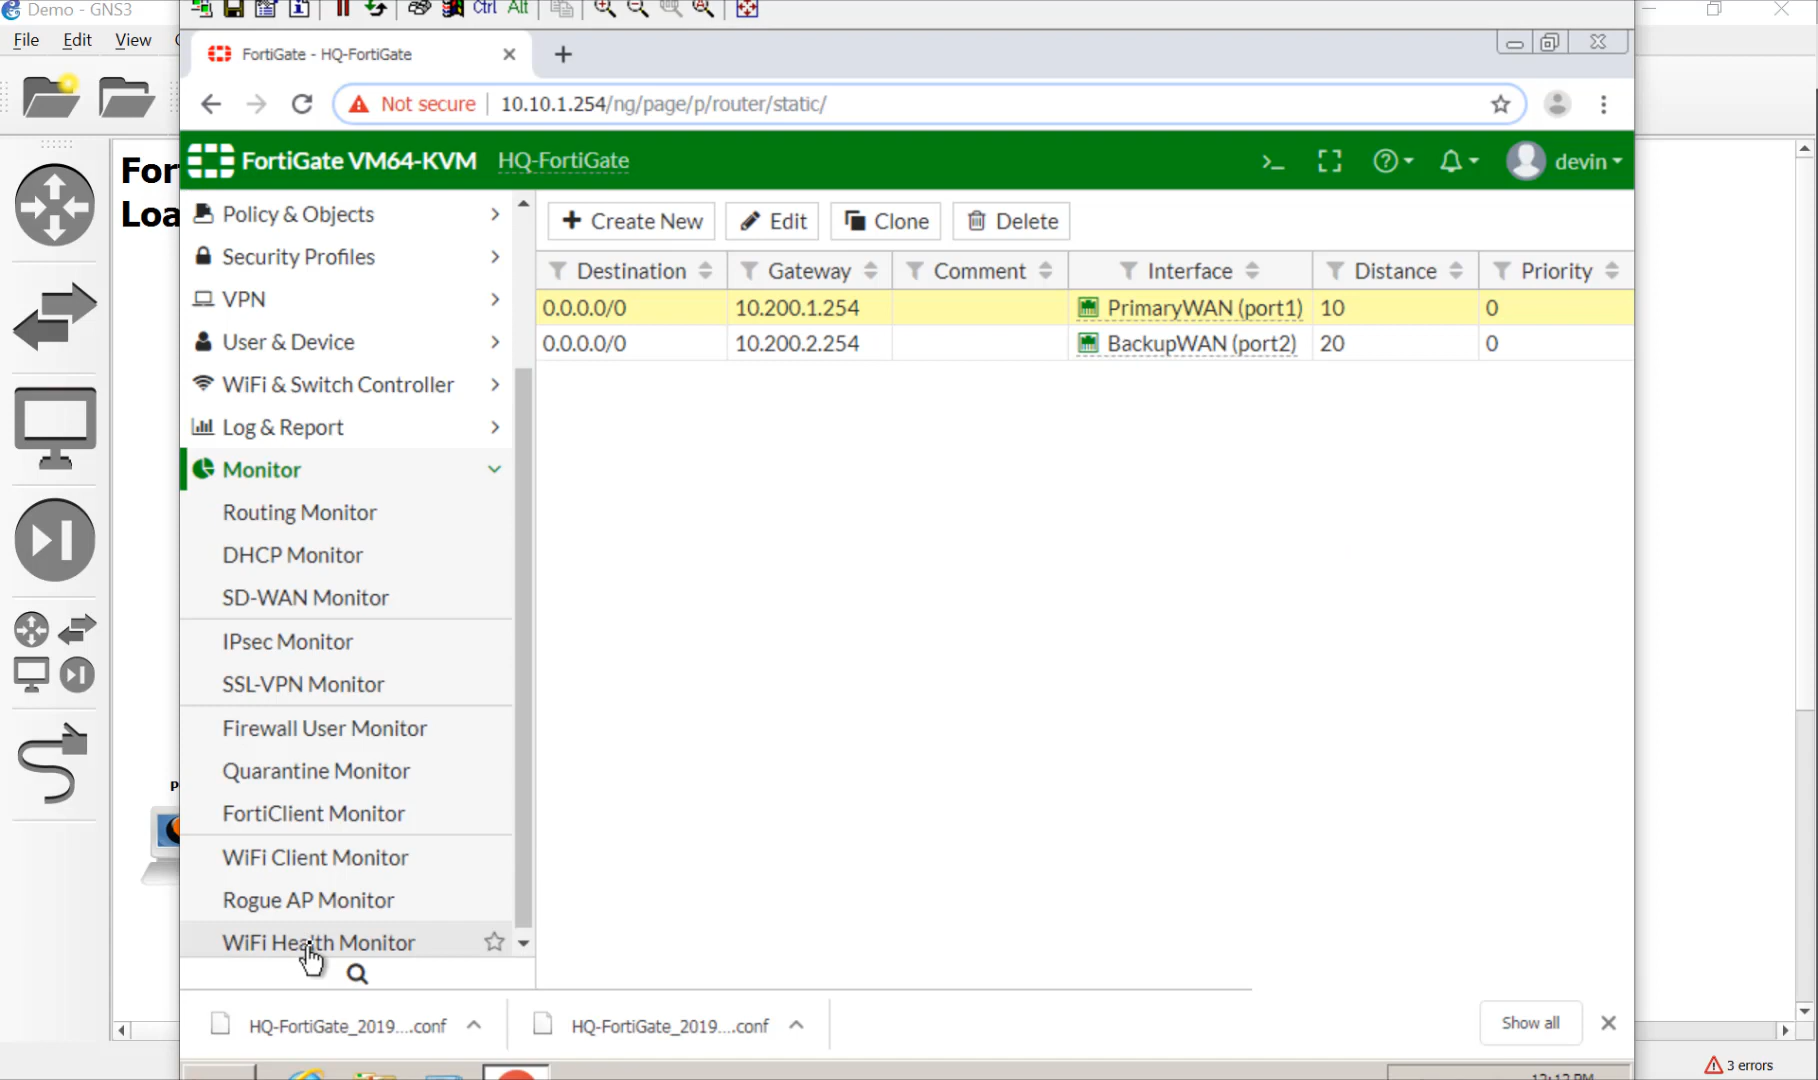 Demo - GNS3
Ctrl Alt
File Edit View
FortiGate - HQ-FortiGate
Not secure 10.10.1.254/ng/page/p/router/static/
For
Loa
FortiGate VM64-KVM HQ-FortiGate
>_
devin
Policy & Objects
Security Profiles
VPN
User & Device
WiFi & Switch Controller
Log & Report
Monitor
Routing Monitor
DHCP Monitor
SD-WAN Monitor
IPsec Monitor
SSL-VPN Monitor
Firewall User Monitor
Quarantine Monitor
FortiClient Monitor
WiFi Client Monitor
Rogue AP Monitor
WiFi Health Monitor
+ Create New Edit Clone Delete
Destination Gateway Comment Interface Distance Priority
0.0.0.0/0 10.200.1.254 PrimaryWAN (port1) 10 0
0.0.0.0/0 10.200.2.254 BackupWAN (port2) 20 0
HQ-FortiGate_2019....conf
HQ-FortiGate_2019....conf
Show all
3 errors